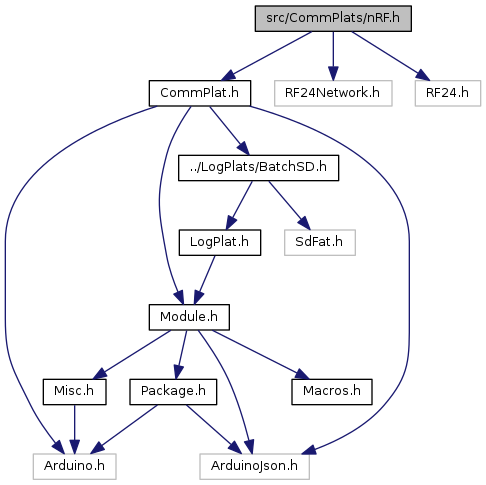 src/CommPlats/nRF.h
CommPlat.h
RF24Network.h
RF24.h
../LogPlats/BatchSD.h
LogPlat.h
SdFat.h
Module.h
Misc.h
Package.h
Macros.h
Arduino.h
ArduinoJson.h